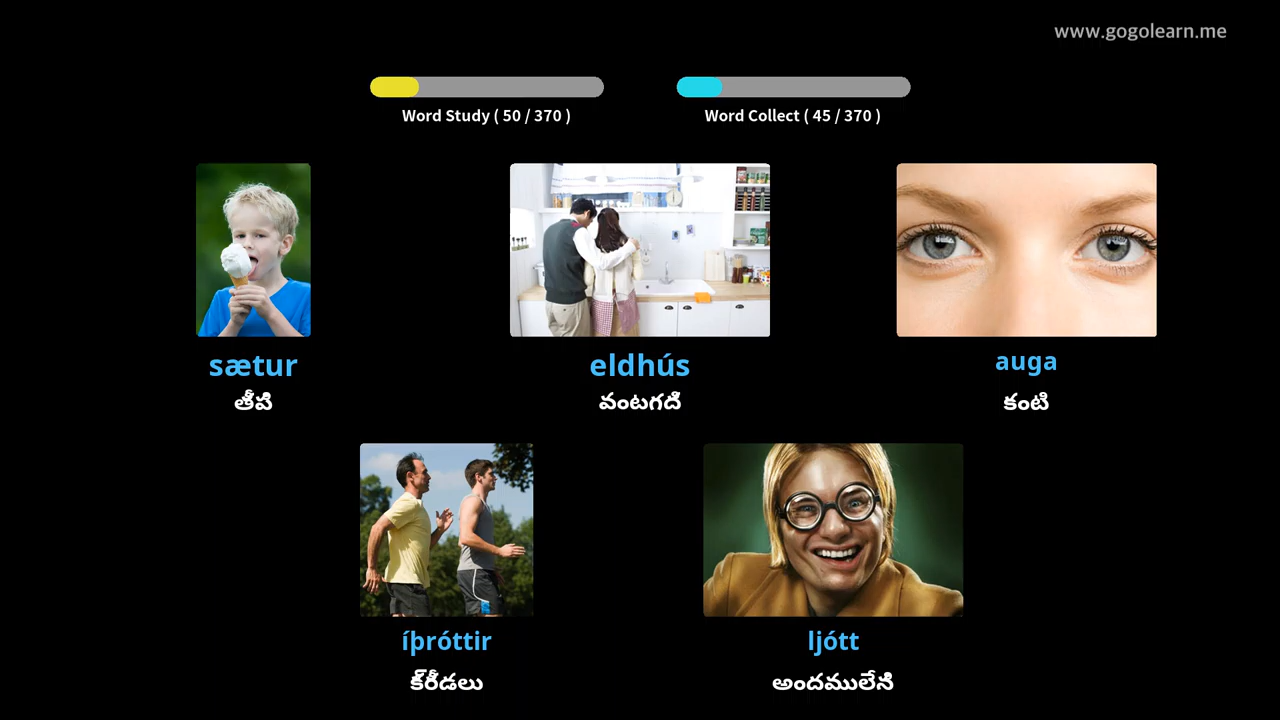 www.gogolearn.me
Word Study ( 50 / 370 )
Word Collect ( 45 / 370 )
sætur
తీపి
eldhús
వంటగది
auga
కంటి
íþróttir
క్రీడలు
ljótt
అందములేని